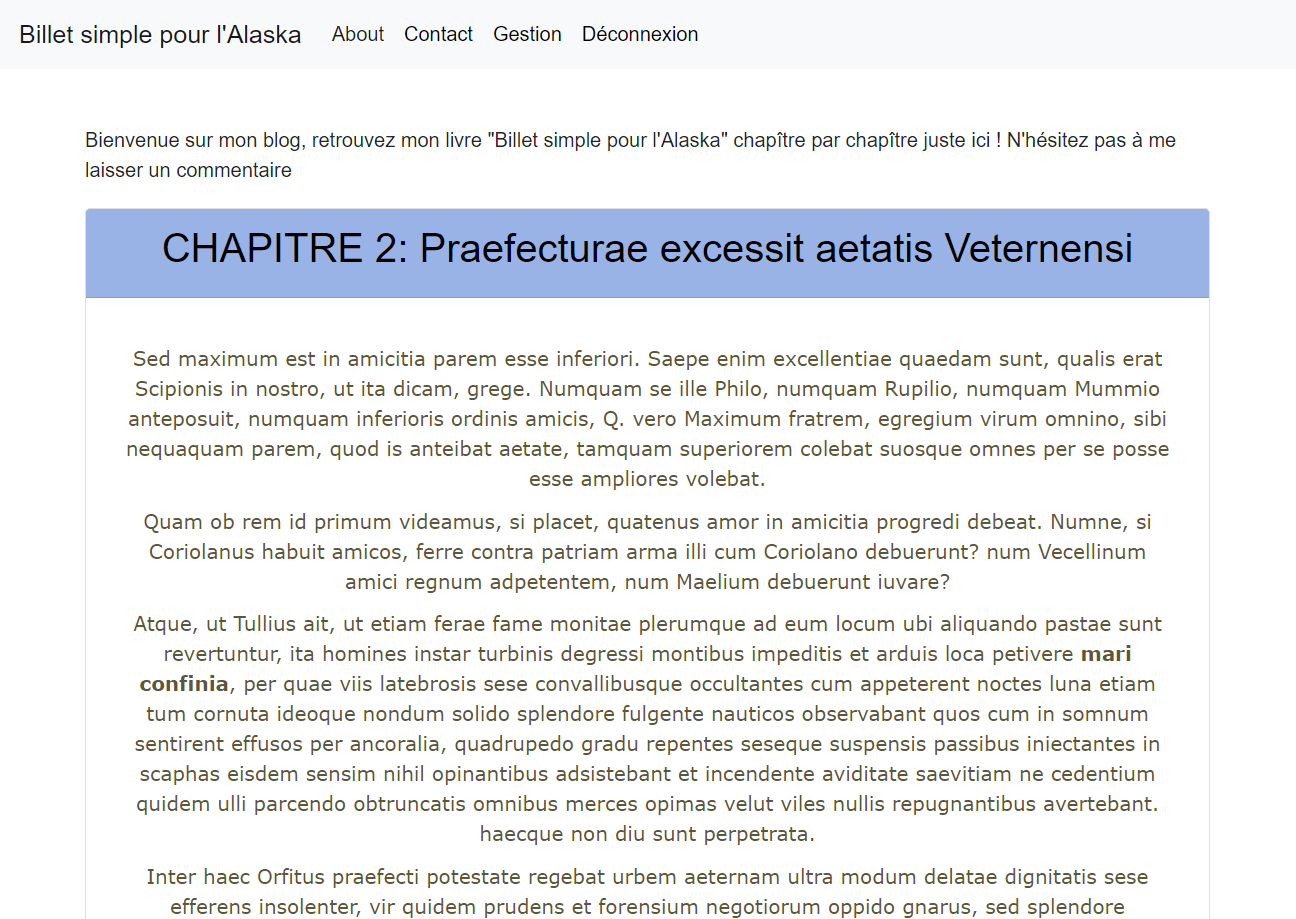 Billet simple pour l'Alaska About Contact Gestion Déconnexion
Bienvenue sur mon blog, retrouvez mon livre "Billet simple pour l'Alaska" chapître par chapître juste ici ! N'hésitez pas à me
laisser un commentaire
CHAPITRE 2: Praefecturae excessit aetatis Veternensi
Sed maximum est in amicitia parem esse inferiori. Saepe enim excellentiae quaedam sunt, qualis erat
Scipionis in nostro, ut ita dicam, grege. Numquam se ille Philo, numquam Rupilio, numquam Mummio
anteposuit, numquam inferioris ordinis amicis, Q. vero Maximum fratrem, egregium virum omnino, sibi
nequaquam parem, quod is anteibat aetate, tamquam superiorem colebat suosque omnes per se posse
esse ampliores volebat.
Quam ob rem id primum videamus, si placet, quatenus amor in amicitia progredi debeat. Numne, si
Coriolanus habuit amicos, ferre contra patriam arma illi cum Coriolano debuerunt? num Vecellinum
amici regnum adpetentem, num Maelium debuerunt iuvare?
Atque, ut Tullius ait, ut etiam ferae fame monitae plerumque ad eum locum ubi aliquando pastae sunt
revertuntur, ita homines instar turbinis degressi montibus impeditis et arduis loca petivere mari
confinia, per quae viis latebrosis sese convallibusque occultantes cum appeterent noctes luna etiam
tum cornuta ideoque nondum solido splendore fulgente nauticos observabant quos cum in somnum
sentirent effusos per ancoralia, quadrupedo gradu repentes seseque suspensis passibus iniectantes in
scaphas eisdem sensim nihil opinantibus adsistebant et incendente aviditate saevitiam ne cedentium
quidem ulli parcendo obtruncatis omnibus merces opimas velut viles nullis repugnantibus avertebant.
haecque non diu sunt perpetrata.
Inter haec Orfitus praefecti potestate regebat urbem aeternam ultra modum delatae dignitatis sese
efferens insolenter, vir quidem prudens et forensium negotiorum oppido gnarus, sed splendore